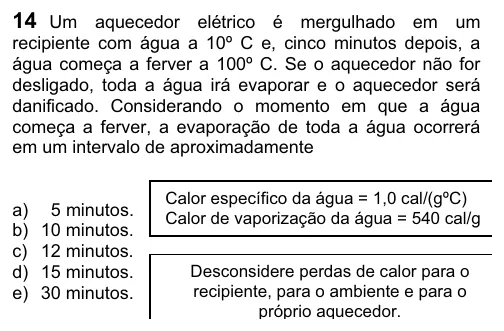 14 Um aquecedor elétrico é mergulhado em um
recipiente com água a 10º C e, cinco minutos depois, a
água começa a ferver a 100º C. Se o aquecedor não for
desligado, toda a água irá evaporar e o aquecedor será
danificado. Considerando o momento em que a água
começa a ferver, a evaporação de toda a água ocorrerá
em um intervalo de aproximadamente
a) 5 minutos.
b) 10 minutos.
c) 12 minutos.
d) 15 minutos.
e) 30 minutos.
Calor específico da água = 1,0 cal/(gºC)
Calor de vaporização da água = 540 cal/g
Desconsidere perdas de calor para o
recipiente, para o ambiente e para o
próprio aquecedor.